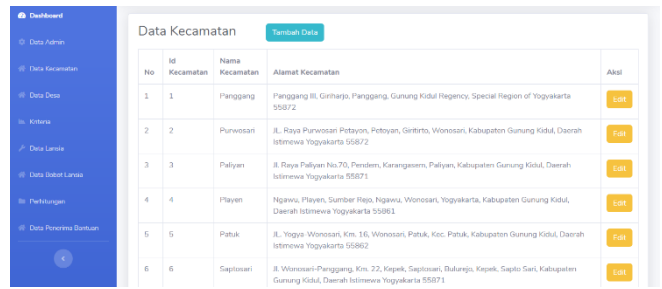 Dashboard
Data Admin
Data Kecamatan
Data Desa
Kriteria
Data Lansia
Data Bobot Lansia
Perhitungan
Data Penerima Bantuan
Data Kecamatan
Tambah Data
No
Id Kecamatan
Nama Kecamatan
Alamat Kecamatan
Aksi
1 1 Panggang Panggang III, Giriharjo, Panggang, Gunung Kidul Regency, Special Region of Yogyakarta
55872
Edit
2 2 Purwosari JL. Raya Purwosari Petoyan, Petoyan, Giritirto, Wonosari, Kabupaten Gunung Kidul, Daerah
Istimewa Yogyakarta 55872
Edit
3 3 Paliyan Jl. Raya Paliyan No.70, Pendem, Karangasem, Paliyan, Kabupaten Gunung Kidul, Daerah
Istimewa Yogyakarta 55871
Edit
4 4 Playen Ngawu, Playen, Sumber Rejo, Ngawu, Wonosari, Yogyakarta, Kabupaten Gunung Kidul,
Daerah Istimewa Yogyakarta 55861
Edit
5 5 Patuk JL. Yogya-Wonosari, Km. 16, Wonosari, Patuk, Kec. Patuk, Kabupaten Gunung Kidul, Daerah
Istimewa Yogyakarta 55862
Edit
6 6 Saptosari Jl. Wonosari-Panggang, Km. 22, Kepek, Saptosari, Bulurejo, Kepek, Sapto Sari, Kabupaten
Gunung Kidul, Daerah Istimewa Yogyakarta 55871
Edit